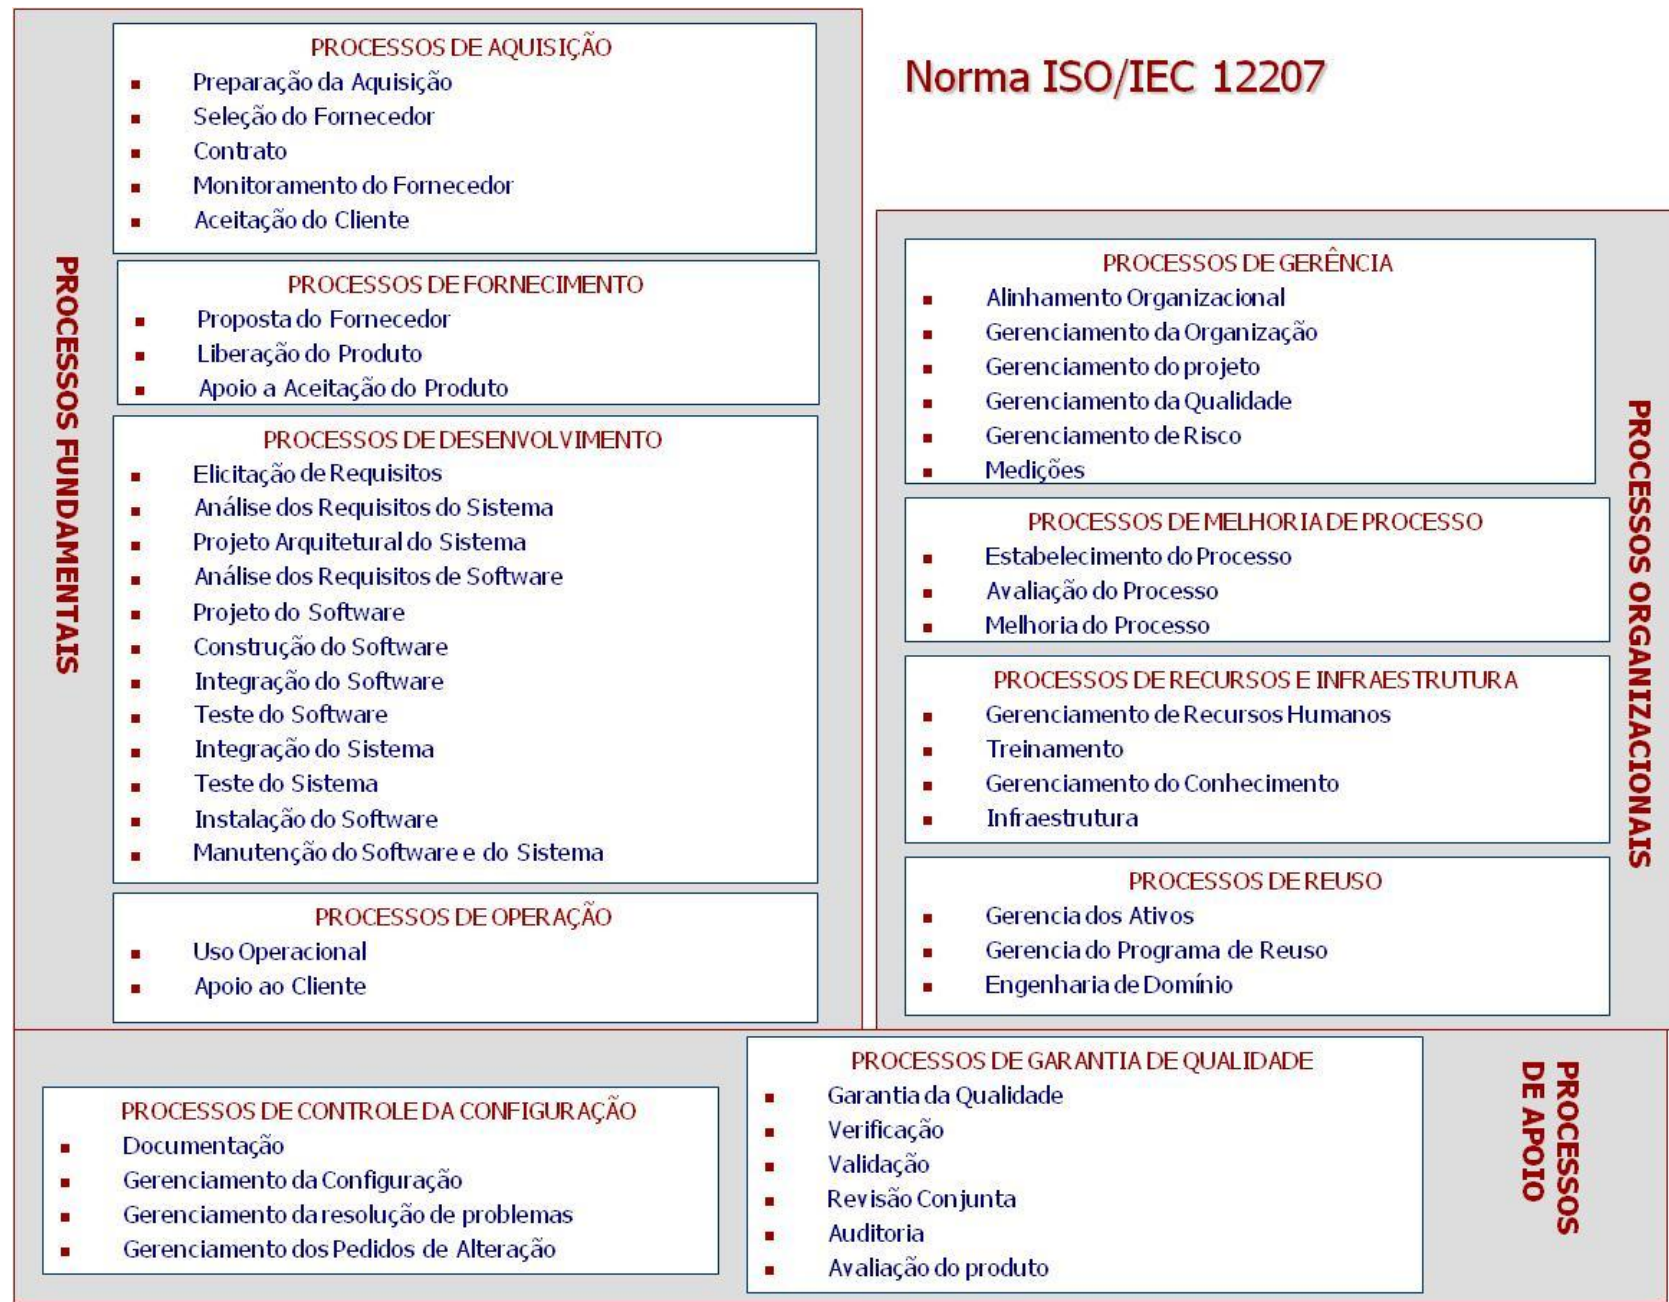 Norma ISO/IEC 12207
PROCESSOS FUNDAMENTAIS
PROCESSOS DE AQUISIÇÃO
Preparação da Aquisição
Seleção do Fornecedor
Contrato
Monitoramento do Fornecedor
Aceitação do Cliente
PROCESSOS DE FORNECIMENTO
Proposta do Fornecedor
Liberação do Produto
Apoio a Aceitação do Produto
PROCESSOS DE DESENVOLVIMENTO
Elicitação de Requisitos
Análise dos Requisitos do Sistema
Projeto Arquitetural do Sistema
Análise dos Requisitos de Software
Projeto do Software
Construção do Software
Integração do Software
Teste do Software
Integração do Sistema
Teste do Sistema
Instalação do Software
Manutenção do Software e do Sistema
PROCESSOS DE OPERAÇÃO
Uso Operacional
Apoio ao Cliente
PROCESSOS ORGANIZACIONAIS
PROCESSOS DE GERÊNCIA
Alinhamento Organizacional
Gerenciamento da Organização
Gerenciamento do projeto
Gerenciamento da Qualidade
Gerenciamento de Risco
Medições
PROCESSOS DE MELHORIA DE PROCESSO
Estabelecimento do Processo
Avaliação do Processo
Melhoria do Processo
PROCESSOS DE RECURSOS E INFRAESTRUTURA
Gerenciamento de Recursos Humanos
Treinamento
Gerenciamento do Conhecimento
Infraestrutura
PROCESSOS DE REUSO
Gerencia dos Ativos
Gerencia do Programa de Reuso
Engenharia de Domínio
PROCESSOS
DE APOIO
PROCESSOS DE CONTROLE DA CONFIGURAÇÃO
Documentação
Gerenciamento da Configuração
Gerenciamento da resolução de problemas
Gerenciamento dos Pedidos de Alteração
PROCESSOS DE GARANTIA DE QUALIDADE
Garantia da Qualidade
Verificação
Validação
Revisão Conjunta
Auditoria
Avaliação do produto